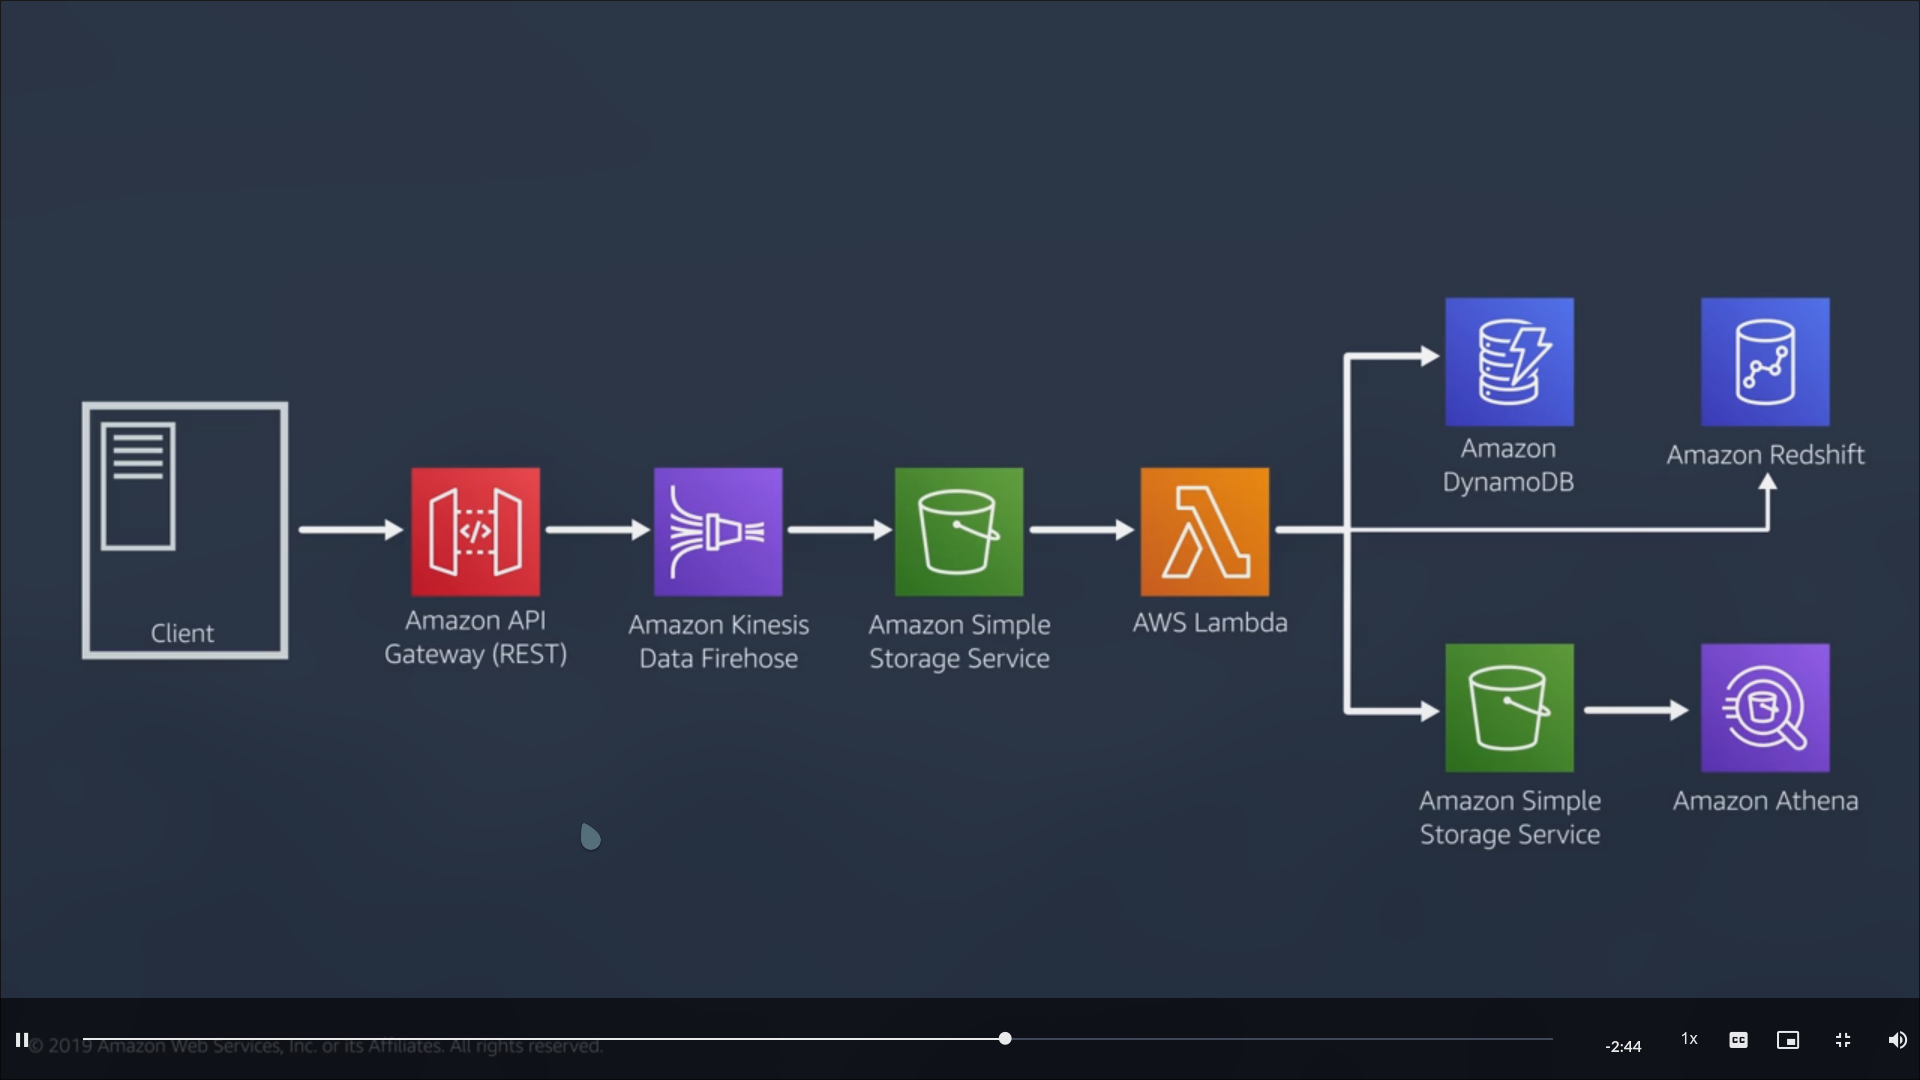 Amazon
DynamoDB
Amazon Redshift
Client
Amazon API
Gateway (REST)
Amazon Kinesis
Data Firehose
Amazon Simple
Storage Service
AWS Lambda
Amazon Simple
Storage Service
Amazon Athena
© 2019 Amazon Web Services, Inc. or its Affiliates. All rights reserved.
-2:44
1x
CC